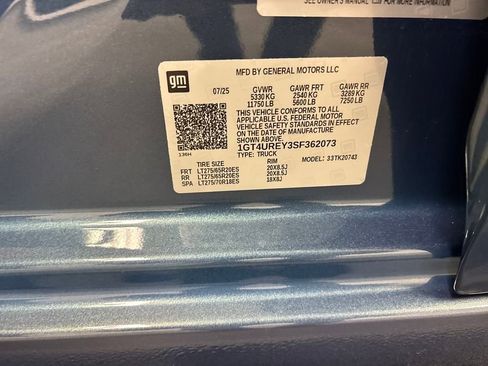 SEE OWNER'S MANUAL FOR MORE INFORMATION
gm
MFD BY GENERAL MOTORS LLC
07/25 GVWR GAWR FRT GAWR RR
5330 KG 2540 KG 3289 KG
11750 LB 5600 LB 7250 LB
THIS VEHICLE CONFORMS TO ALL
APPLICABLE U.S. FEDERAL MOTOR
VEHICLE SAFETY STANDARDS IN
EFFECT ON THE DATE OF MANUFACTURE
SHOWN ABOVE.
1GT4UREY3SF362073
TYPE: TRUCK MODEL: 33TK20743
136H
TIRE SIZE RIM
FRT LT275/65R20ES 20X8.5J
RR LT275/65R20ES 20X8.5J
SPA LT275/70R18ES 18X8J